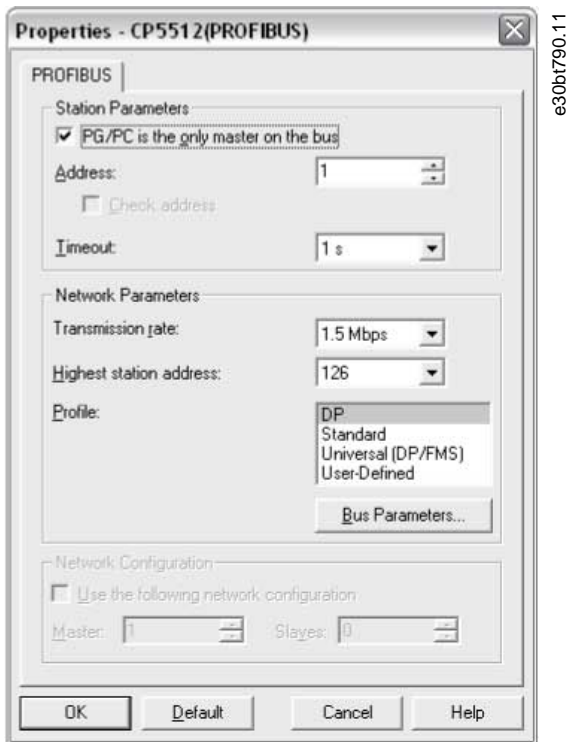 Properties - CP5512(PROFIBUS)
e30bt790.11
PROFIBUS
Station Parameters
PG/PC is the only master on the bus
Address: 1
Check address
Timeout: 1 s
Network Parameters
Transmission rate: 1.5 Mbps
Highest station address: 126
Profile: DP
Standard
Universal (DP/FMS)
User-Defined
Bus Parameters...
Network Configuration
Use the following network configuration
Master: 1 Slaves: 0
OK Default Cancel Help